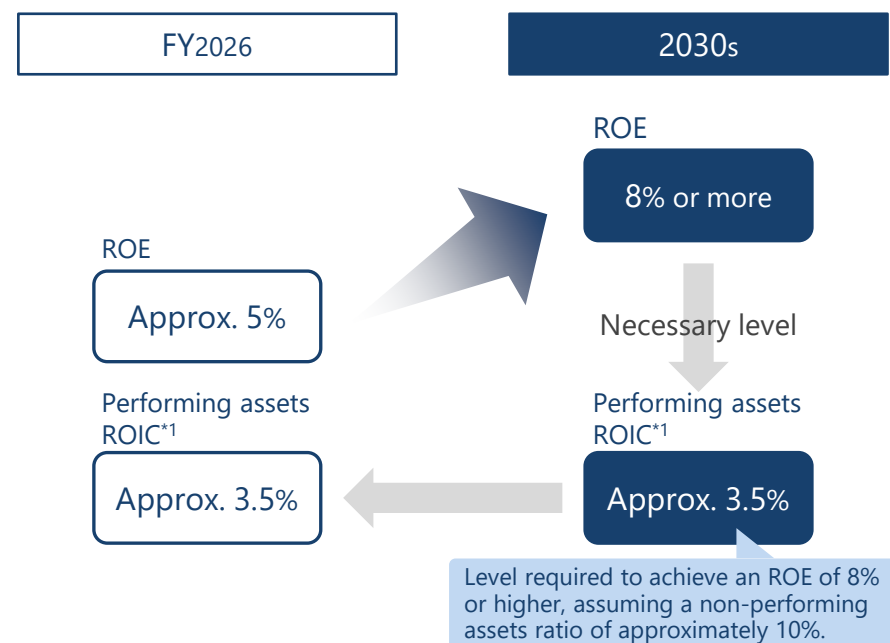 FY2026
2030s
ROE
8% or more
ROE
Approx. 5%
Necessary level
Performing assets
ROIC*1
Approx. 3.5%
Performing assets
ROIC*1
Approx. 3.5%
Level required to achieve an ROE of 8%
or higher, assuming a non-performing
assets ratio of approximately 10%.